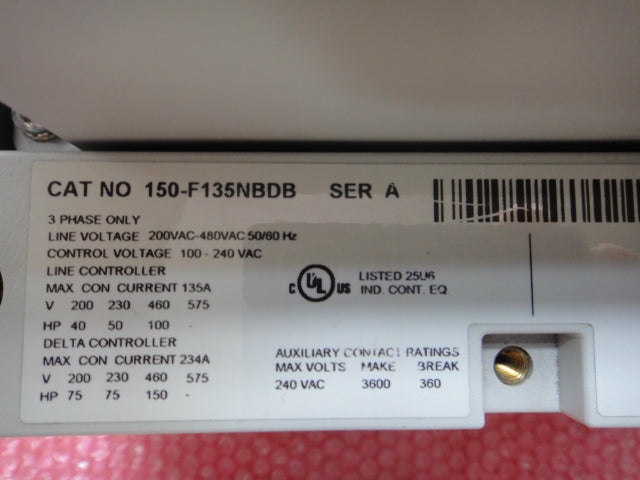 CAT NO 150-F135NBDB SER A
3 PHASE ONLY
LINE VOLTAGE 200VAC-480VAC 50/60 Hz
CONTROL VOLTAGE 100 - 240 VAC
LINE CONTROLLER
MAX CON CURRENT 135A
V 200 230 460 575
HP 40 50 100 -
DELTA CONTROLLER
MAX CON CURRENT 234A
V 200 230 460 575
HP 75 75 150 -
C UL US LISTED 25U6
IND. CONT. EQ.
AUXILIARY CONTACT RATINGS
MAX VOLTS MAKE BREAK
240 VAC 3600 360